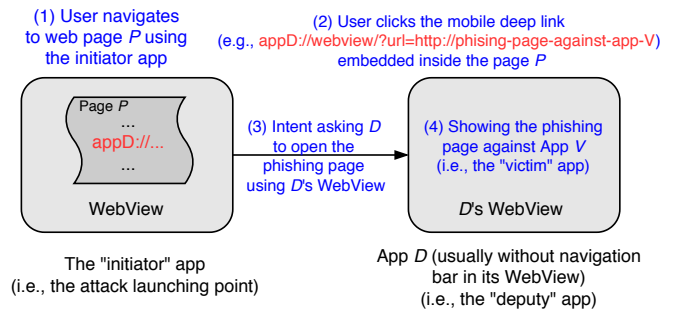 (1) User navigates
to web page P using
the initiator app
(2) User clicks the mobile deep link
(e.g., appD://webview/?url=http://phising-page-against-app-V)
embedded inside the page P
Page P
...
appD://...
...
WebView
(3) Intent asking D
to open the
phishing page
using D's WebView
(4) Showing the phishing
page against App V
(i.e., the "victim" app)
D's WebView
The "initiator" app
(i.e., the attack launching point)
App D (usually without navigation
bar in its WebView)
(i.e., the "deputy" app)